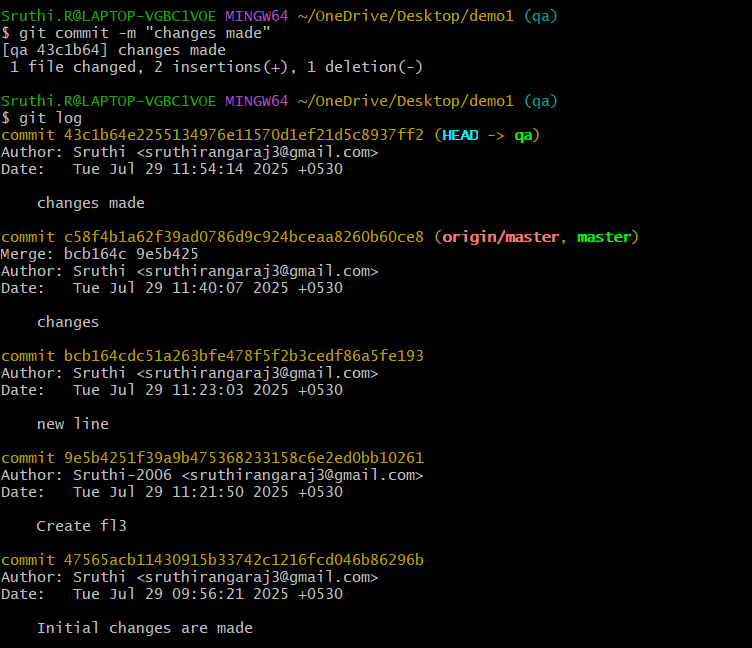 Sruthi.R@LAPTOP-VGBC1VOE MINGW64 ~/OneDrive/Desktop/demo1 (qa)
$ git commit -m "changes made"
[qa 43c1b64] changes made
 1 file changed, 2 insertions(+), 1 deletion(-)

Sruthi.R@LAPTOP-VGBC1VOE MINGW64 ~/OneDrive/Desktop/demo1 (qa)
$ git log
commit 43c1b64e2255134976e11570d1ef21d5c8937ff2 (HEAD -> qa)
Author: Sruthi <sruthirangaraj3@gmail.com>
Date:   Tue Jul 29 11:54:14 2025 +0530

    changes made

commit c58f4b1a62f39ad0786d9c924bceaa8260b60ce8 (origin/master, master)
Merge: bcb164c 9e5b425
Author: Sruthi <sruthirangaraj3@gmail.com>
Date:   Tue Jul 29 11:40:07 2025 +0530

    changes

commit bcb164cdc51a263bfe478f5f2b3cedf86a5fe193
Author: Sruthi <sruthirangaraj3@gmail.com>
Date:   Tue Jul 29 11:23:03 2025 +0530

    new line

commit 9e5b4251f39a9b475368233158c6e2ed0bb10261
Author: Sruthi-2006 <sruthirangaraj3@gmail.com>
Date:   Tue Jul 29 11:21:50 2025 +0530

    Create fl3

commit 47565acb11430915b33742c1216fcd046b86296b
Author: Sruthi <sruthirangaraj3@gmail.com>
Date:   Tue Jul 29 09:56:21 2025 +0530

    Initial changes are made